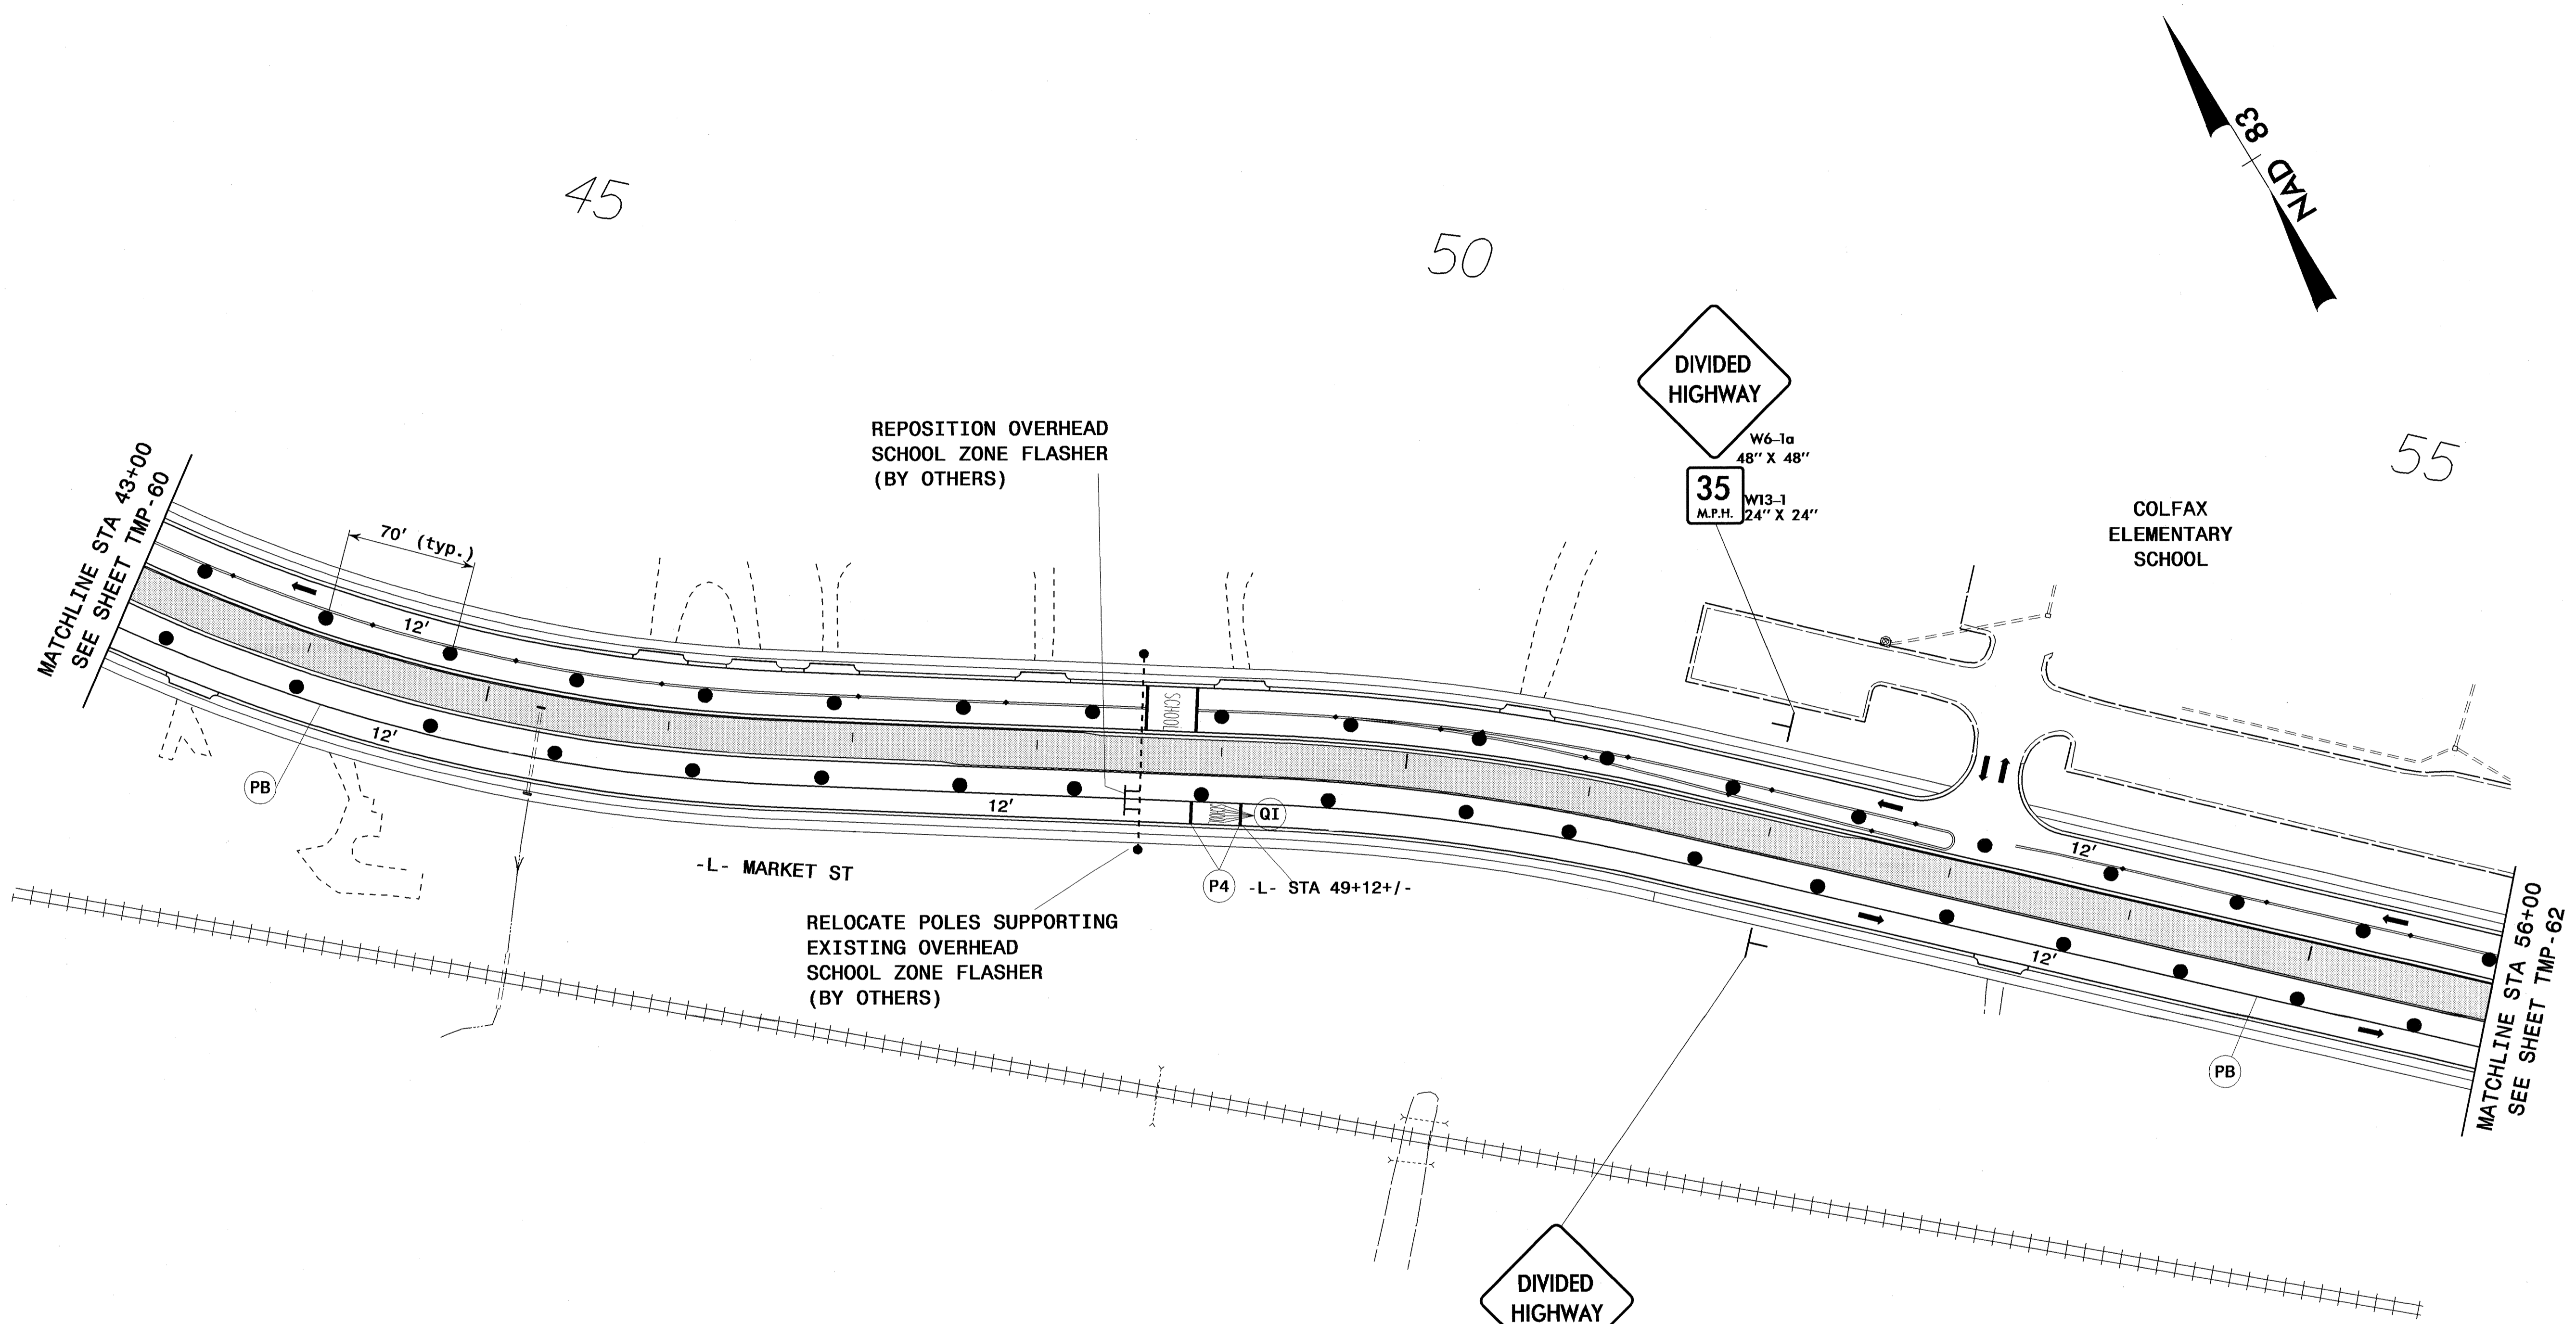 45
50
55
NAD 83
DIVIDED
HIGHWAY
W6-1a
48" X 48"
35
M.P.H.
W13-1
24" X 24"
COLFAX
ELEMENTARY
SCHOOL
REPOSITION OVERHEAD
SCHOOL ZONE FLASHER
(BY OTHERS)
MATCHLINE STA 43+00
SEE SHEET TMP-60
70' (typ.)
12'
12'
12'
12'
12'
SCHOOL
PB
QI
P4
-L- STA 49+12+/-
-L- MARKET ST
RELOCATE POLES SUPPORTING
EXISTING OVERHEAD
SCHOOL ZONE FLASHER
(BY OTHERS)
PB
MATCHLINE STA 56+00
SEE SHEET TMP-62
DIVIDED
HIGHWAY